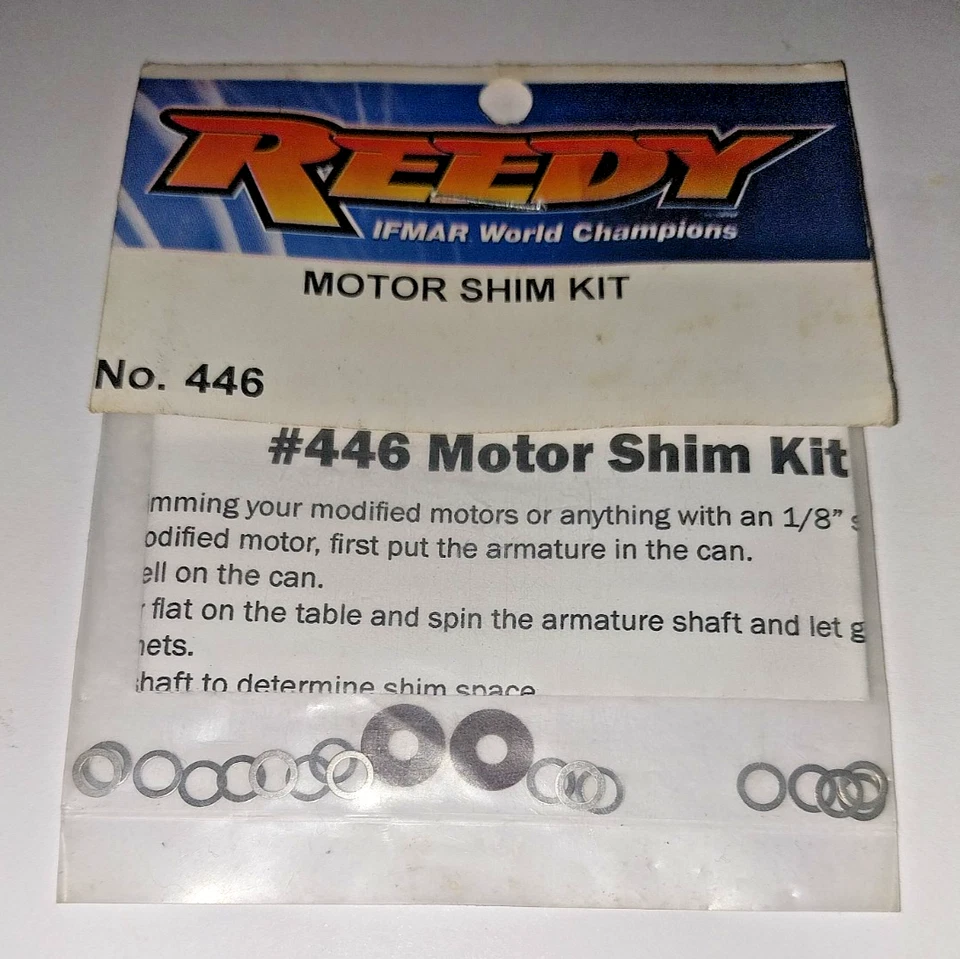 REEDY
IFMAR World Champions
MOTOR SHIM KIT
No. 446
#446 Motor Shim Kit
mming your modified motors or anything with an 1/8” s
odified motor, first put the armature in the can.
ell on the can.
flat on the table and spin the armature shaft and let g
nets.
haft to determine shim space